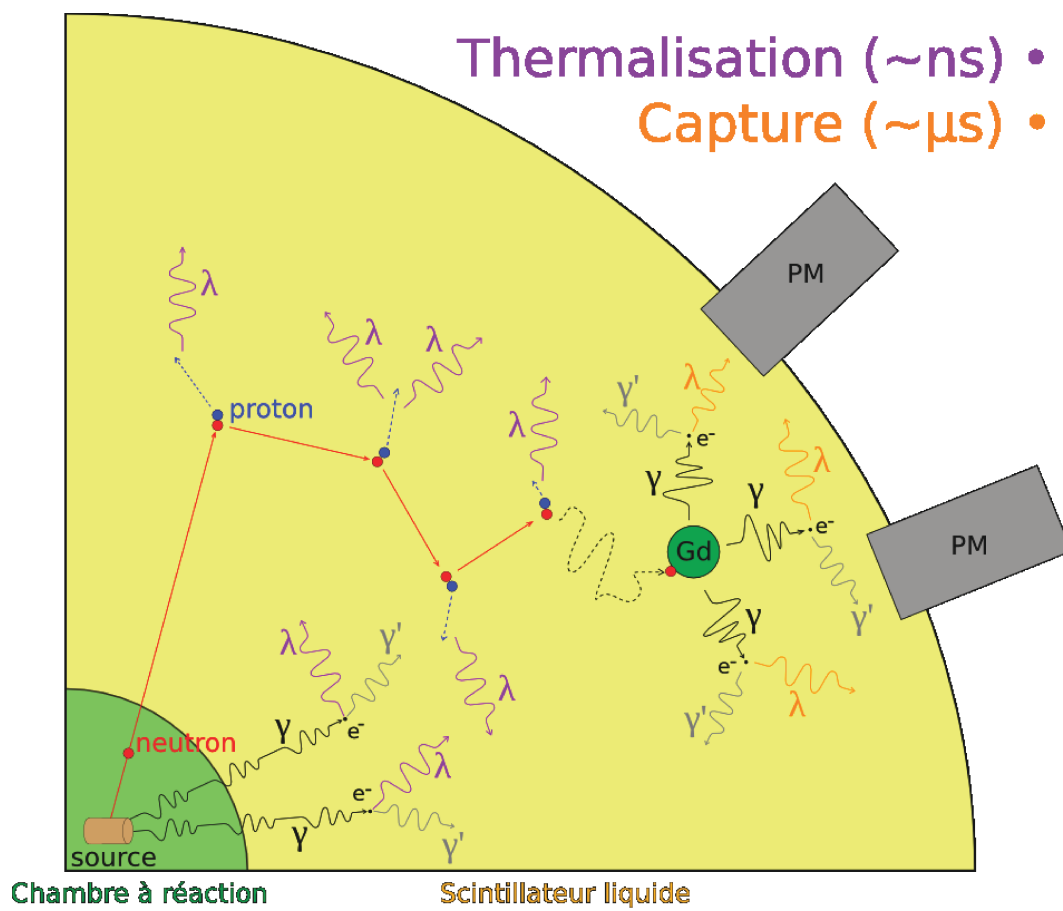 Thermalisation (~ns) •
Capture (~µs) •
PM
λ
λ
λ
λ
γ'
λ
proton
e⁻
λ
γ
γ
e⁻
Gd
PM
γ
γ'
e⁻
λ
γ'
λ
γ'
λ
γ
e⁻
neutron
e⁻
λ
γ
γ'
source
Chambre à réaction
Scintillateur liquide